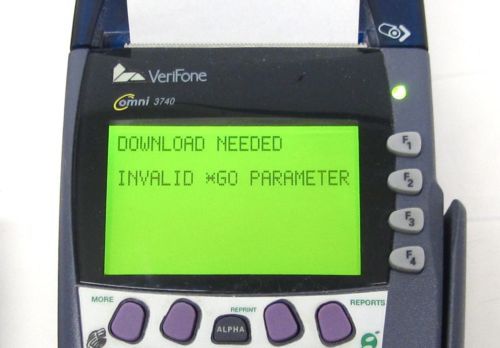 VeriFone
Omni 3740
DOWNLOAD NEEDED
INVALID *GO PARAMETER
F1
F2
F3
F4
MORE
REPRINT
REPORTS
ALPHA